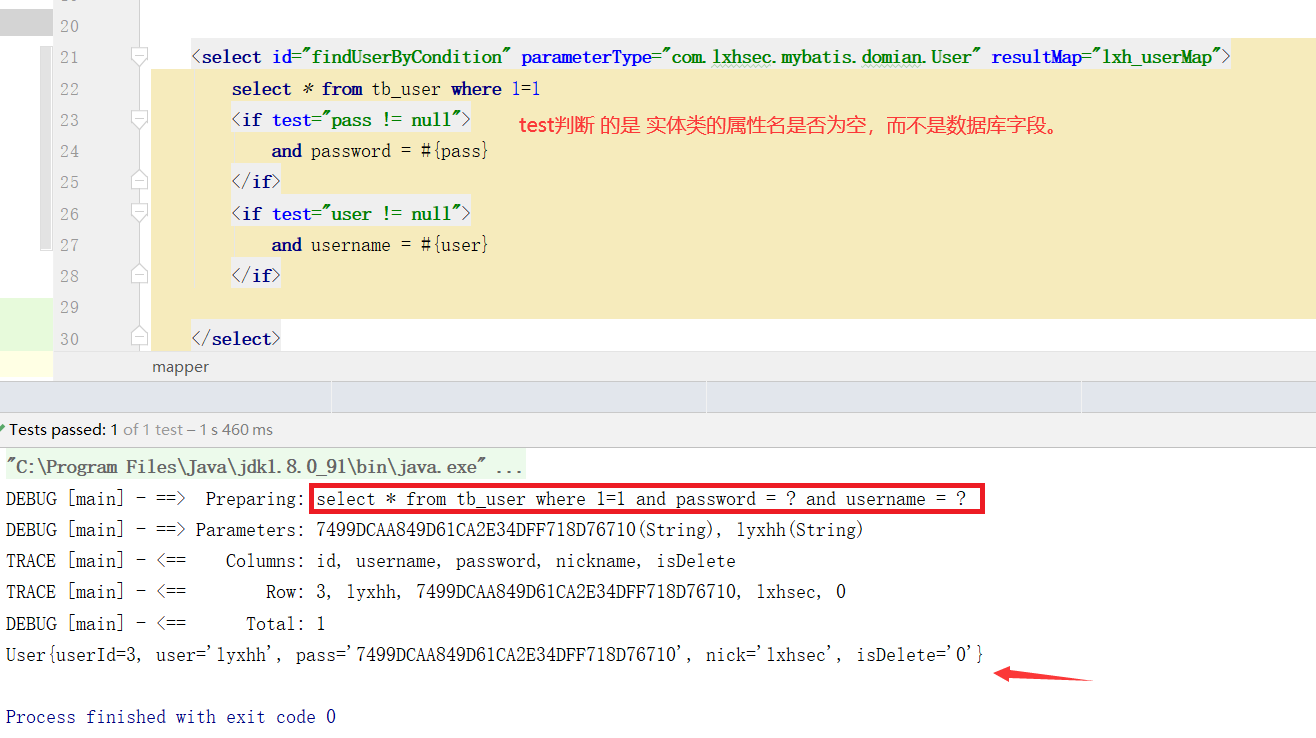 20
21 <select id="findUserByCondition" parameterType="com.lxhsec.mybatis.domian.User" resultMap="lxh_userMap">
22 select * from tb_user where 1=1
23 <if test="pass != null">
test判断 的是 实体类的属性名是否为空，而不是数据库字段。
24 and password = #{pass}
25 </if>
26 <if test="user != null">
27 and username = #{user}
28 </if>
29
30 </select>
mapper
Tests passed: 1 of 1 test – 1 s 460 ms
"C:\Program Files\Java\jdk1.8.0_91\bin\java.exe" ...
DEBUG [main] - ==>  Preparing: select * from tb_user where 1=1 and password = ? and username = ?
DEBUG [main] - ==> Parameters: 7499DCAA849D61CA2E34DFF718D76710(String), lyxhh(String)
TRACE [main] - <==    Columns: id, username, password, nickname, isDelete
TRACE [main] - <==        Row: 3, lyxhh, 7499DCAA849D61CA2E34DFF718D76710, lxhsec, 0
DEBUG [main] - <==      Total: 1
User{userId=3, user='lyxhh', pass='7499DCAA849D61CA2E34DFF718D76710', nick='lxhsec', isDelete='0'}
Process finished with exit code 0